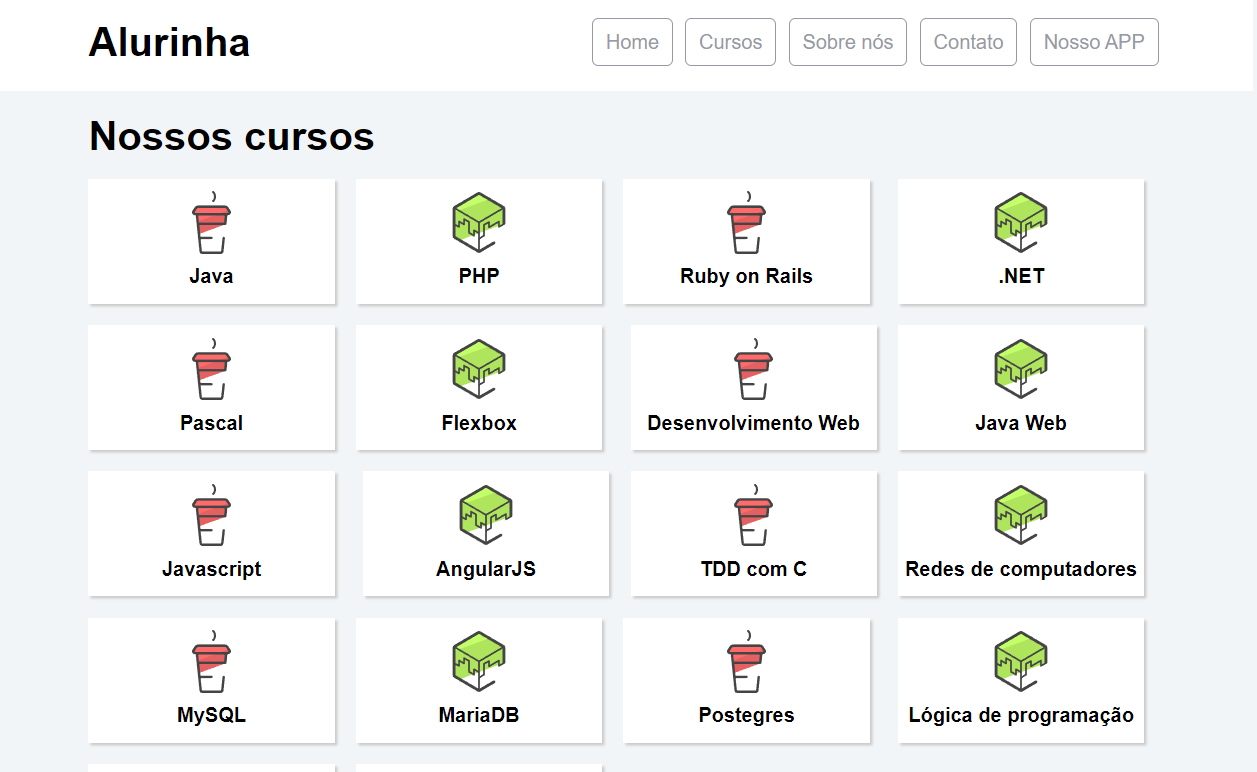 Alurinha
Home Cursos Sobre nós Contato Nosso APP
Nossos cursos
Java PHP Ruby on Rails .NET
Pascal Flexbox Desenvolvimento Web Java Web
Javascript AngularJS TDD com C Redes de computadores
MySQL MariaDB Postegres Lógica de programação